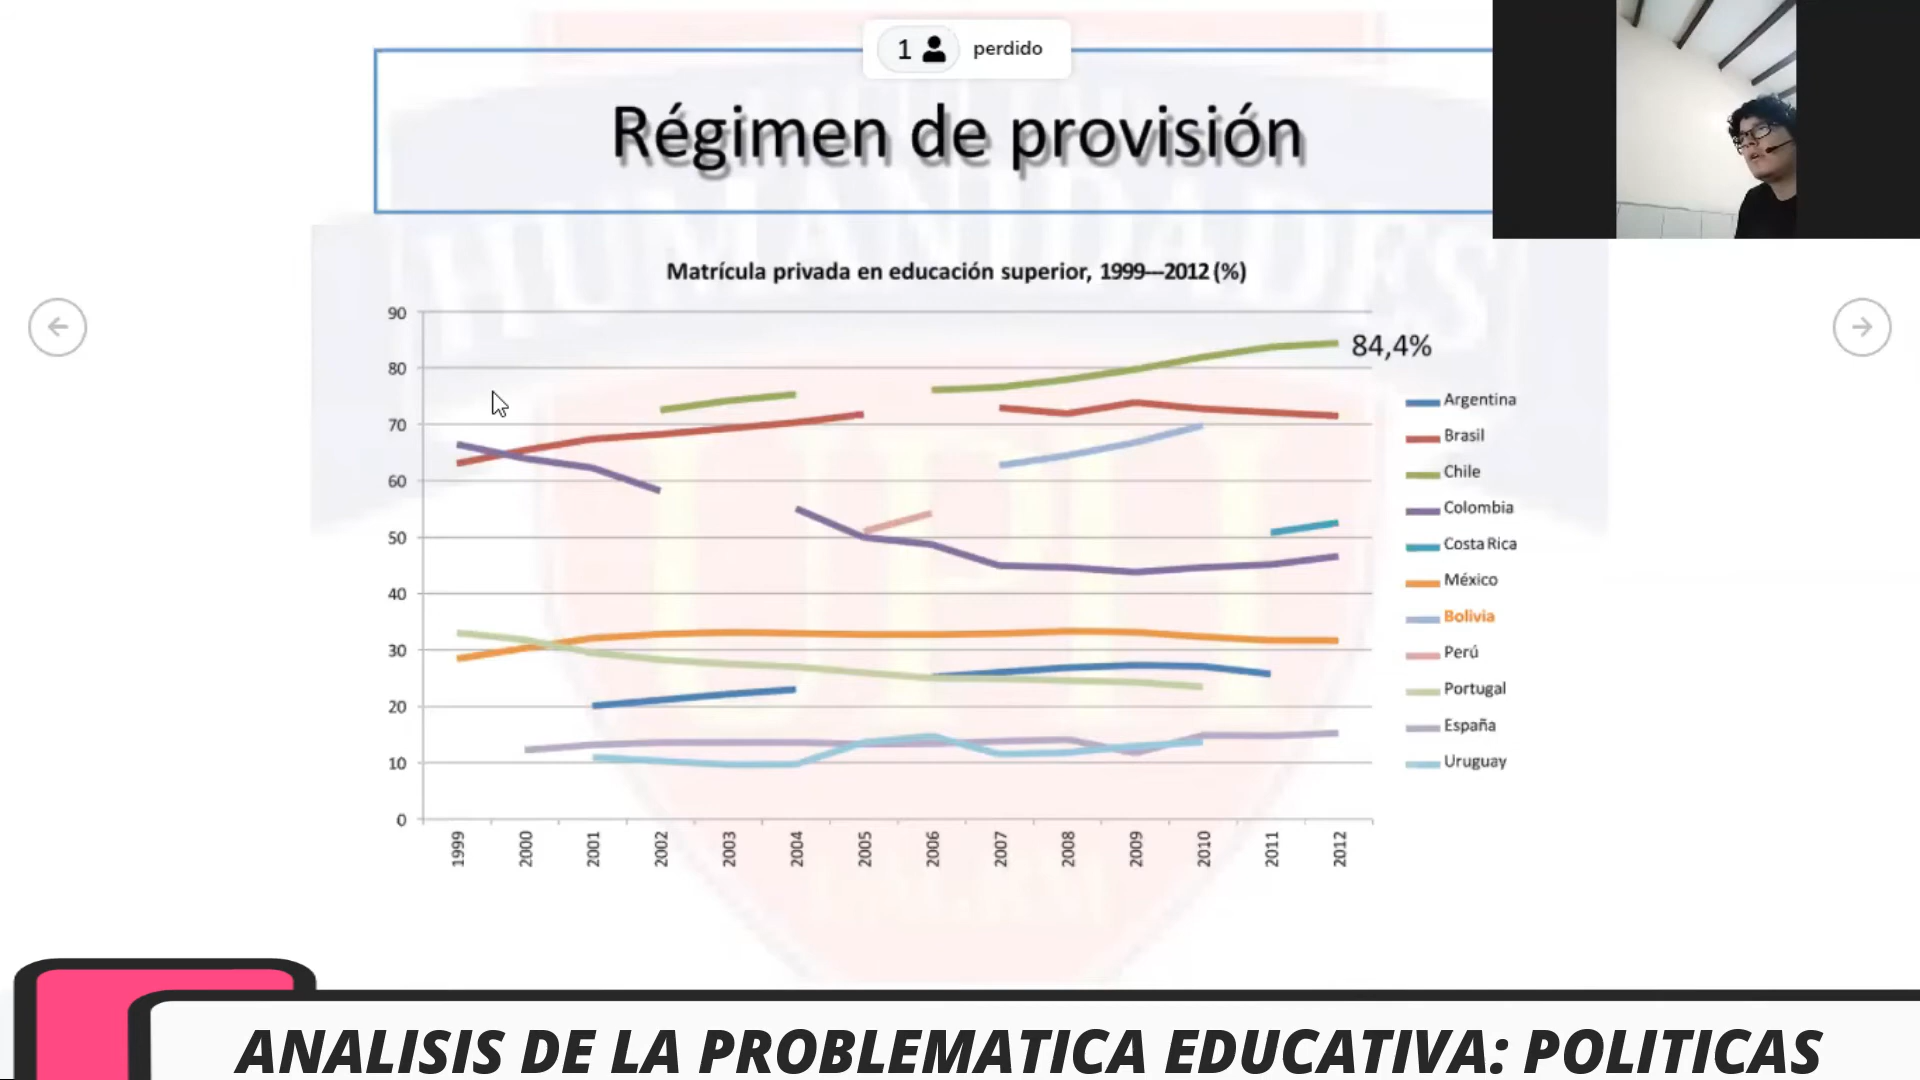 1 perdido
Régimen de provisión
HUMANIDADES
Matrícula privada en educación superior, 1999—2012 (%)
90
80
70
60
50
40
30
20
10
0
84,4%
Argentina
Brasil
Chile
Colombia
Costa Rica
México
Bolivia
Perú
Portugal
España
Uruguay
1999 2000 2001 2002 2003 2004 2005 2006 2007 2008 2009 2010 2011 2012
ANALISIS DE LA PROBLEMATICA EDUCATIVA: POLITICAS